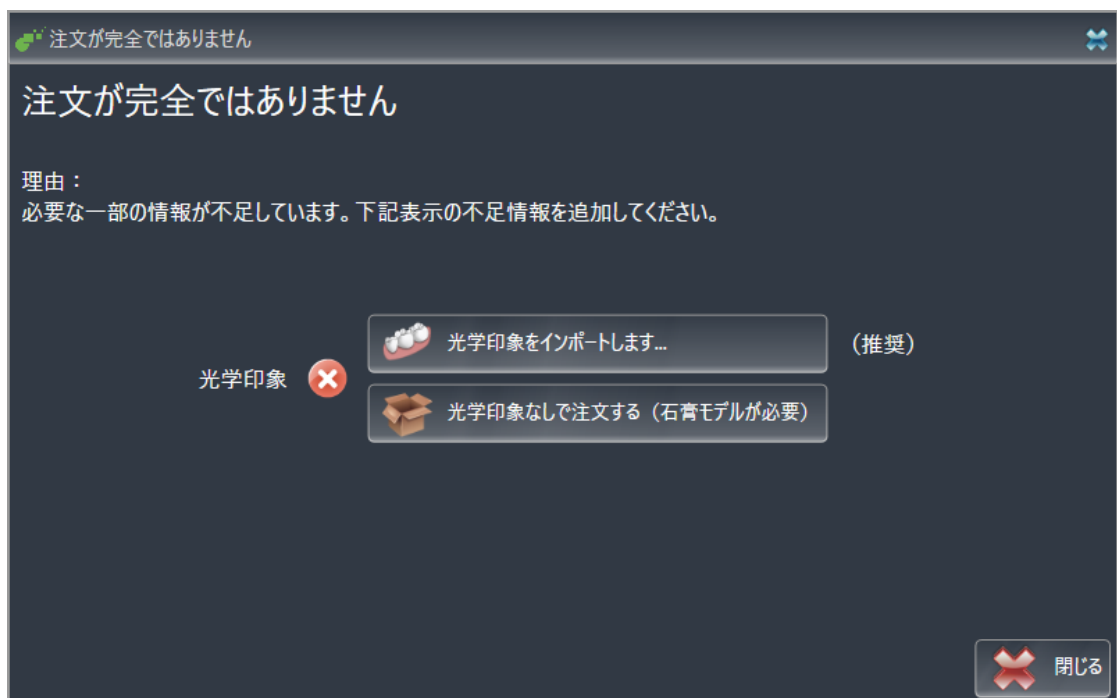 注文が完全ではありません
注文が完全ではありません
理由：
必要な一部の情報が不足しています。下記表示の不足情報を追加してください。
光学印象
光学印象をインポートします...
(推奨)
光学印象なしで注文する（石膏モデルが必要）
閉じる